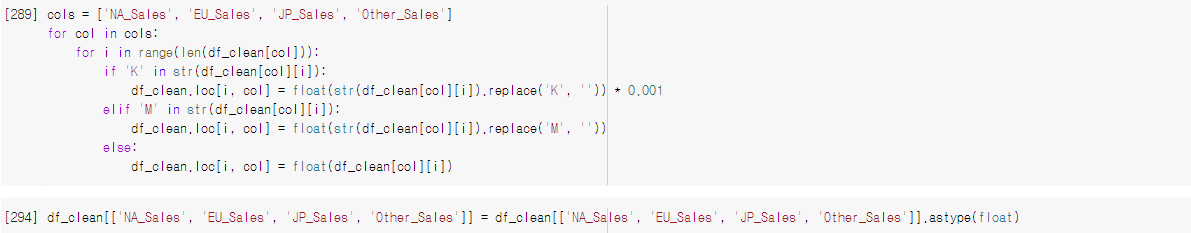 [289] cols = ['NA_Sales', 'EU_Sales', 'JP_Sales', 'Other_Sales']
for col in cols:
for i in range(len(df_clean[col])):
if 'K' in str(df_clean[col][i]):
df_clean.loc[i, col] = float(str(df_clean[col][i]).replace('K', '')) * 0.001
elif 'M' in str(df_clean[col][i]):
df_clean.loc[i, col] = float(str(df_clean[col][i]).replace('M', ''))
else:
df_clean.loc[i, col] = float(df_clean[col][i])
[294] df_clean[['NA_Sales', 'EU_Sales', 'JP_Sales', 'Other_Sales']] = df_clean[['NA_Sales', 'EU_Sales', 'JP_Sales', 'Other_Sales']].astype(float)